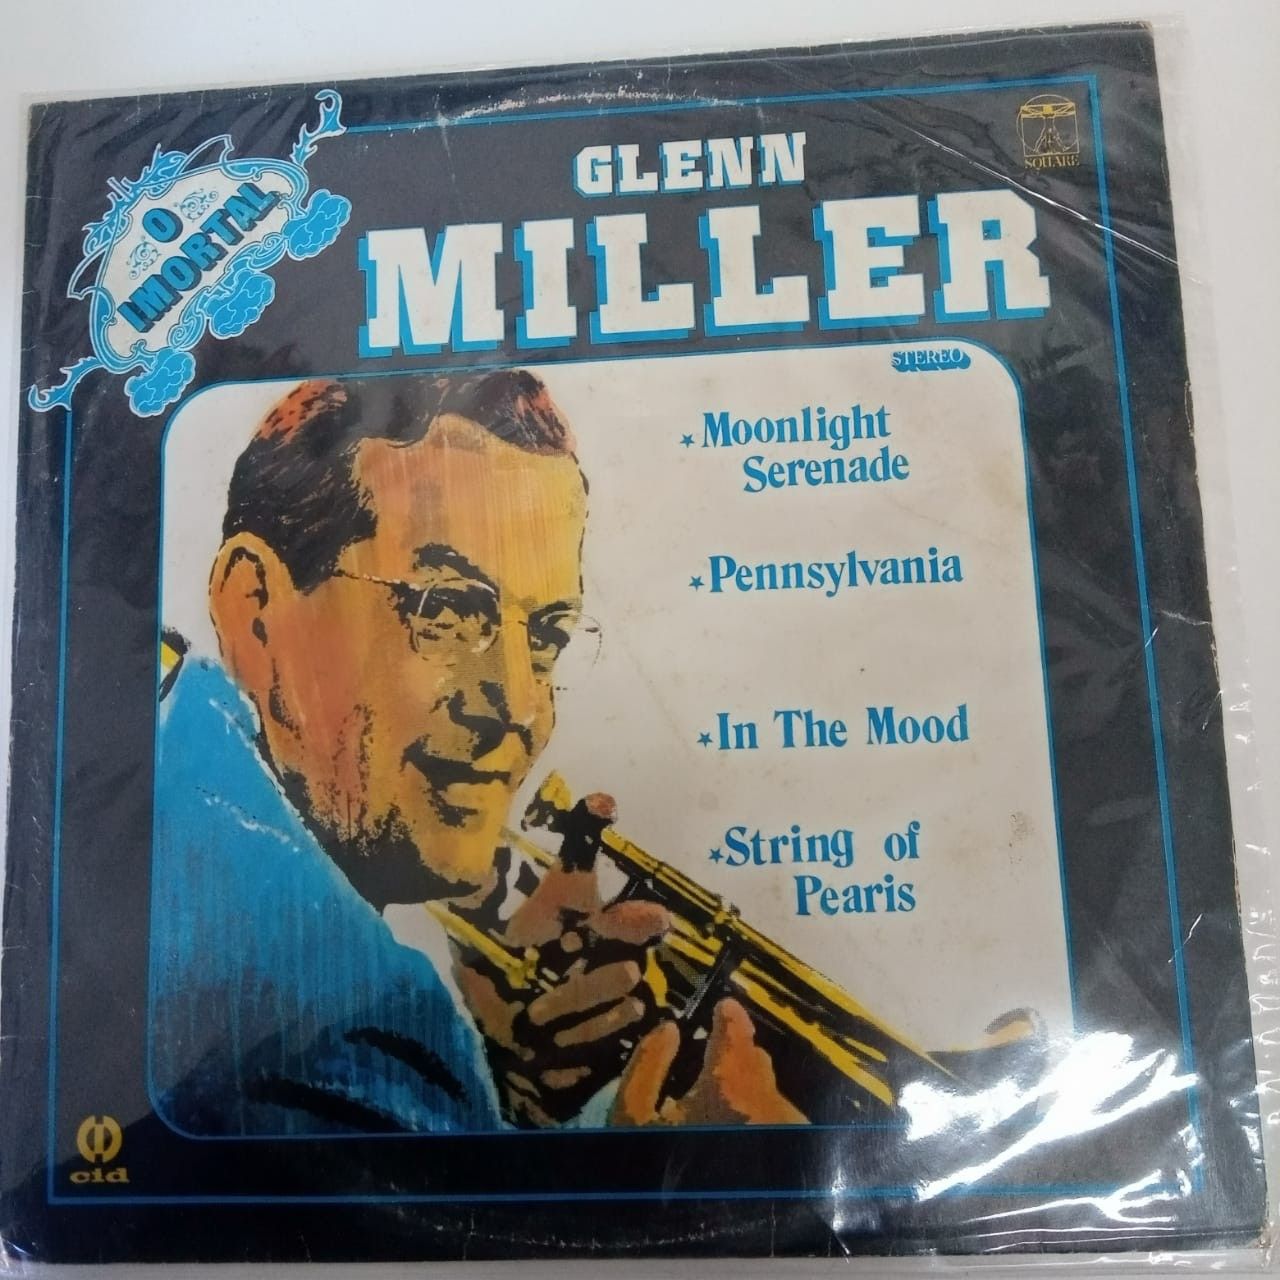 O
IMORTAL
GLENN
MILLER
SQUARE
STEREO
★Moonlight
Serenade
★Pennsylvania
★In The Mood
★String of
Pearis
cid